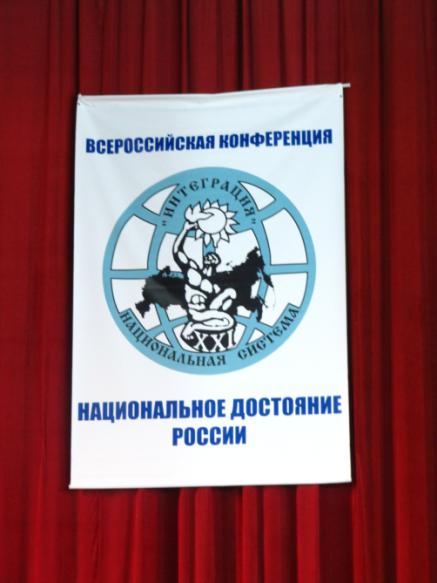 ВСЕРОССИЙСКАЯ КОНФЕРЕНЦИЯ
"ИНТЕГРАЦИЯ"
XXI
НАЦИОНАЛЬНАЯ СИСТЕМА
НАЦИОНАЛЬНОЕ ДОСТОЯНИЕ
РОССИИ